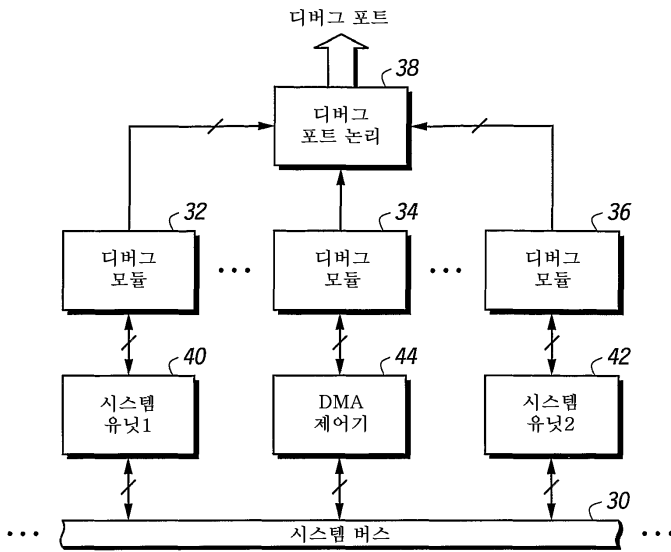 디버그 포트
38
디버그
포트 논리
32
디버그
모듈
34
디버그
모듈
36
디버그
모듈
40
시스템
유닛1
44
DMA
제어기
42
시스템
유닛2
30
시스템 버스